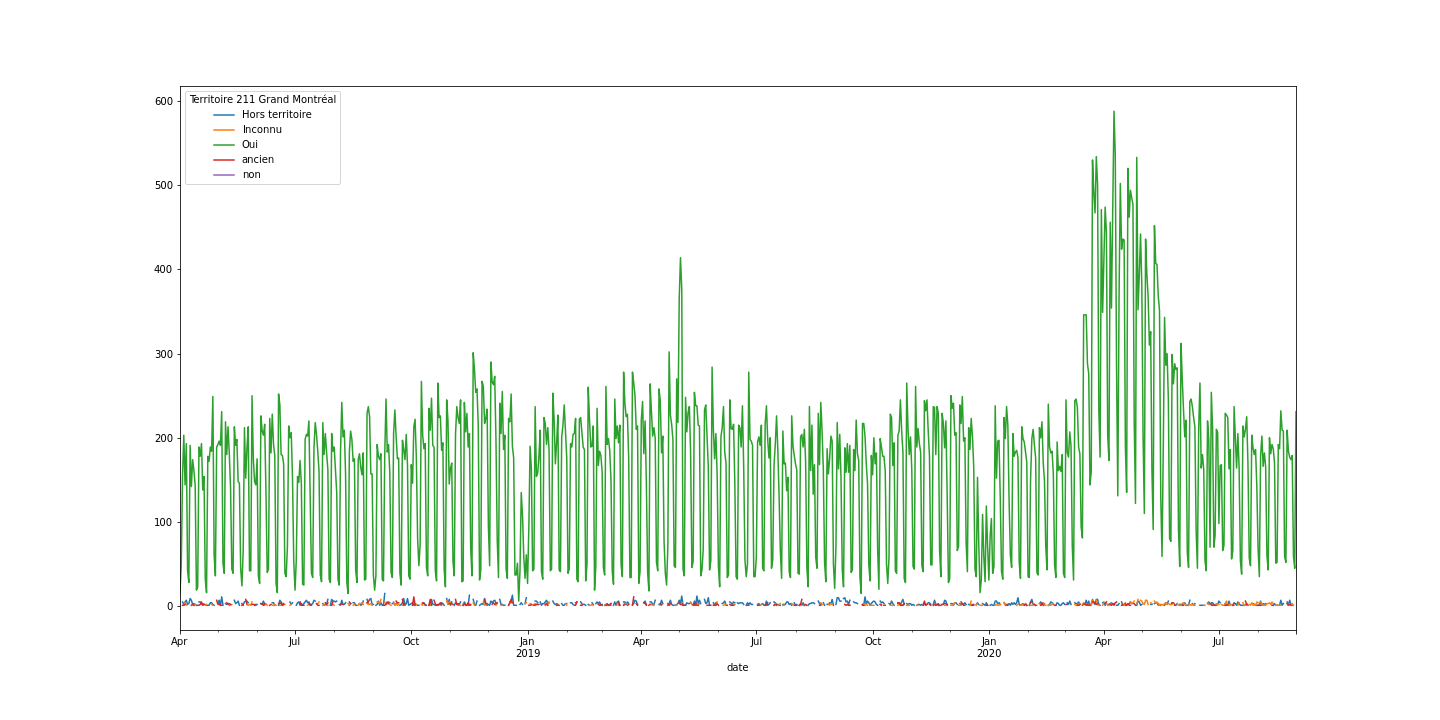 Territoire 211 Grand Montréal
Hors territoire
Inconnu
Oui
ancien
non
600
500
400
300
200
100
0
Apr Jul Oct Jan Apr Jul Oct Jan Apr Jul
2019 2020
date